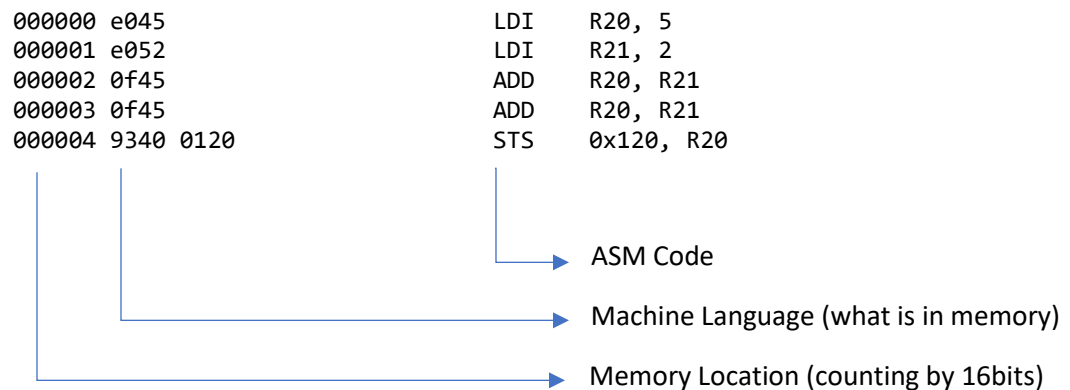 000000 e045 LDI R20, 5
000001 e052 LDI R21, 2
000002 0f45 ADD R20, R21
000003 0f45 ADD R20, R21
000004 9340 0120 STS 0x120, R20
ASM Code
Machine Language (what is in memory)
Memory Location (counting by 16bits)